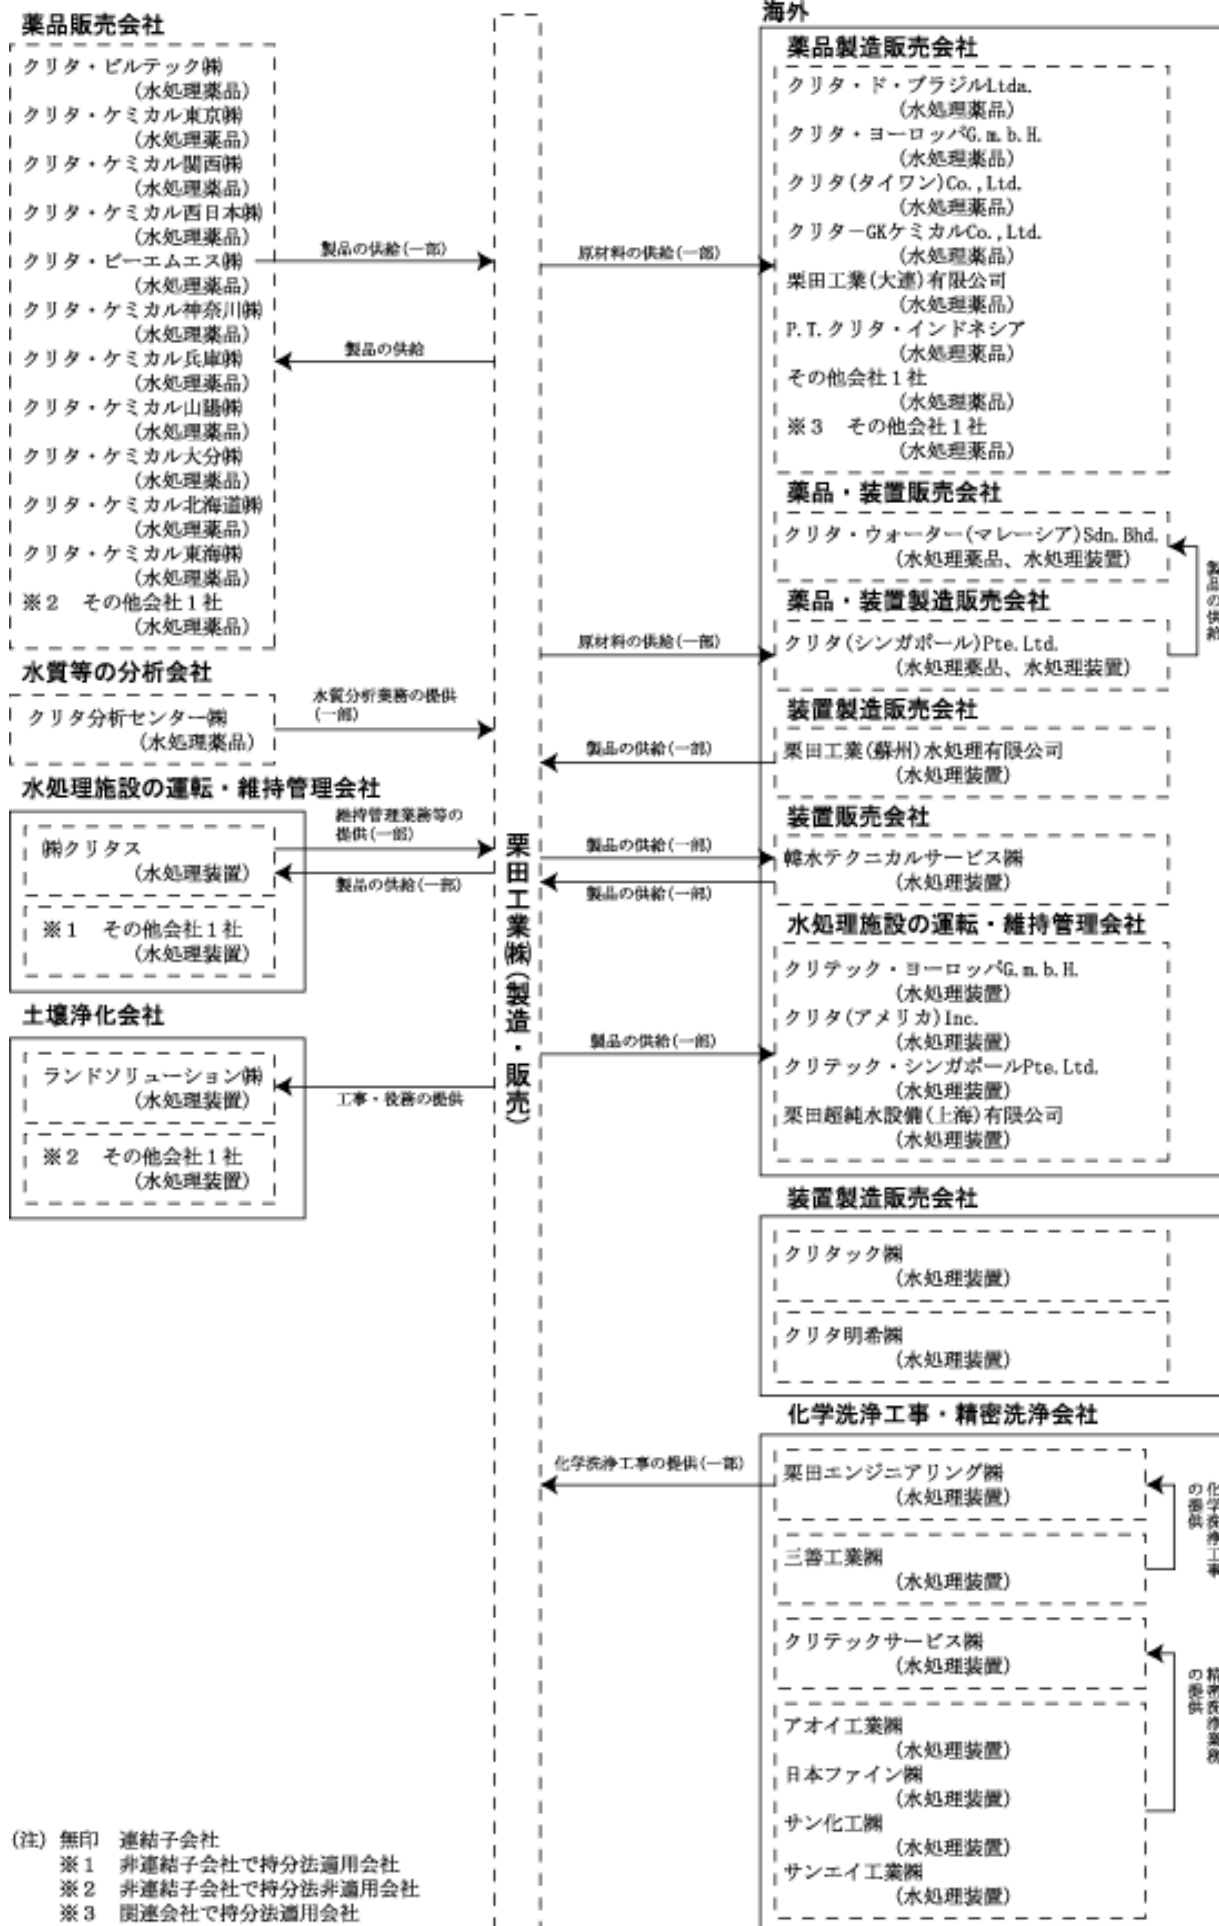 薬品販売会社
クリタ・ビルテック㈱
(水処理薬品)
クリタ・ケミカル東京㈱
(水処理薬品)
クリタ・ケミカル関西㈱
(水処理薬品)
クリタ・ケミカル西日本㈱
(水処理薬品)
クリタ・ビーエムエス㈱
(水処理薬品)
クリタ・ケミカル神奈川㈱
(水処理薬品)
クリタ・ケミカル兵庫㈱
(水処理薬品)
クリタ・ケミカル山陽㈱
(水処理薬品)
クリタ・ケミカル大分㈱
(水処理薬品)
クリタ・ケミカル北海道㈱
(水処理薬品)
クリタ・ケミカル東海㈱
(水処理薬品)
※2 その他会社1社
(水処理薬品)
製品の供給(一部)
製品の供給
水質等の分析会社
クリタ分析センター㈱
(水処理薬品)
水質分析業務の提供
(一部)
水処理施設の運転・維持管理会社
㈱クリタス
(水処理装置)
※1 その他会社1社
(水処理装置)
維持管理業務等の
提供(一部)
製品の供給(一部)
土壌浄化会社
ランドソリューション㈱
(水処理装置)
※2 その他会社1社
(水処理装置)
工事・役務の提供
栗田工業㈱(製造・販売)
海外
薬品製造販売会社
クリタ・ド・ブラジルLtda.
(水処理薬品)
クリタ・ヨーロッパG.m.b.H.
(水処理薬品)
クリタ(タイワン)Co.,Ltd.
(水処理薬品)
クリタ－GKケミカルCo.,Ltd.
(水処理薬品)
栗田工業(大連)有限公司
(水処理薬品)
P.T.クリタ・インドネシア
(水処理薬品)
その他会社1社
(水処理薬品)
※3 その他会社1社
(水処理薬品)
原材料の供給(一部)
薬品・装置販売会社
クリタ・ウォーター(マレーシア)Sdn.Bhd.
(水処理薬品、水処理装置)
製品の供給
薬品・装置製造販売会社
原材料の供給(一部)
クリタ(シンガポール)Pte.Ltd.
(水処理薬品、水処理装置)
装置製造販売会社
製品の供給(一部)
栗田工業(蘇州)水処理有限公司
(水処理装置)
装置販売会社
製品の供給(一部)
韓水テクニカルサービス㈱
(水処理装置)
製品の供給(一部)
水処理施設の運転・維持管理会社
クリテック・ヨーロッパG.m.b.H.
(水処理装置)
クリタ(アメリカ)Inc.
(水処理装置)
クリテック・シンガポールPte.Ltd.
(水処理装置)
栗田超純水設備(上海)有限公司
(水処理装置)
製品の供給(一部)
装置製造販売会社
クリタック㈱
(水処理装置)
クリタ明希㈱
(水処理装置)
化学洗浄工事・精密洗浄会社
化学洗浄工事の提供(一部)
栗田エンジニアリング㈱
(水処理装置)
化学洗浄工事
の提供
三善工業㈱
(水処理装置)
クリテックサービス㈱
(水処理装置)
精密洗浄業務
の提供
アオイ工業㈱
(水処理装置)
日本ファイン㈱
(水処理装置)
サン化工㈱
(水処理装置)
サンエイ工業㈱
(水処理装置)
(注) 無印 連結子会社
※1 非連結子会社で持分法適用会社
※2 非連結子会社で持分法非適用会社
※3 関連会社で持分法適用会社